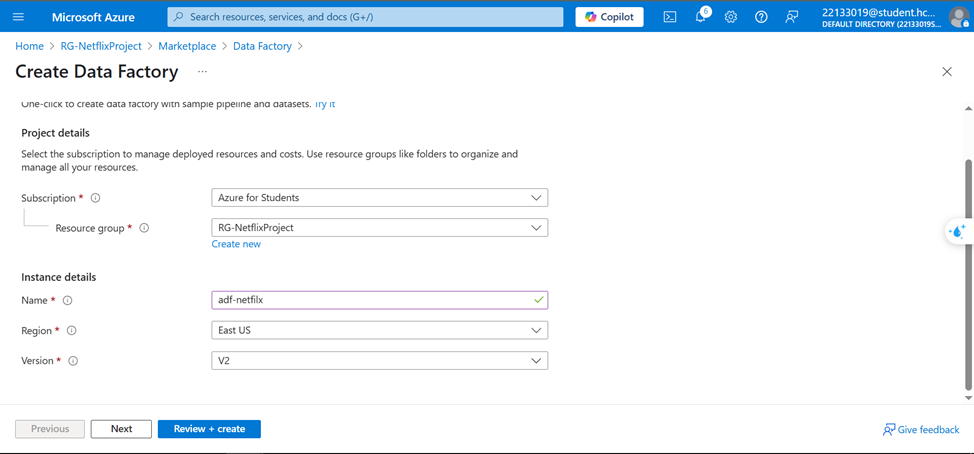 Microsoft Azure
Search resources, services, and docs (G+/)
Copilot
6
22133019@student.hc...
DEFAULT DIRECTORY (22133019S...
Home > RG-NetflixProject > Marketplace > Data Factory >
Create Data Factory ...
One-click to create data factory with sample pipeline and datasets. Try it
Project details
Select the subscription to manage deployed resources and costs. Use resource groups like folders to organize and
manage all your resources.
Subscription *
Azure for Students
Resource group *
RG-NetflixProject
Create new
Instance details
Name *
adf-netfilx
Region *
East US
Version *
V2
Previous
Next
Review + create
Give feedback